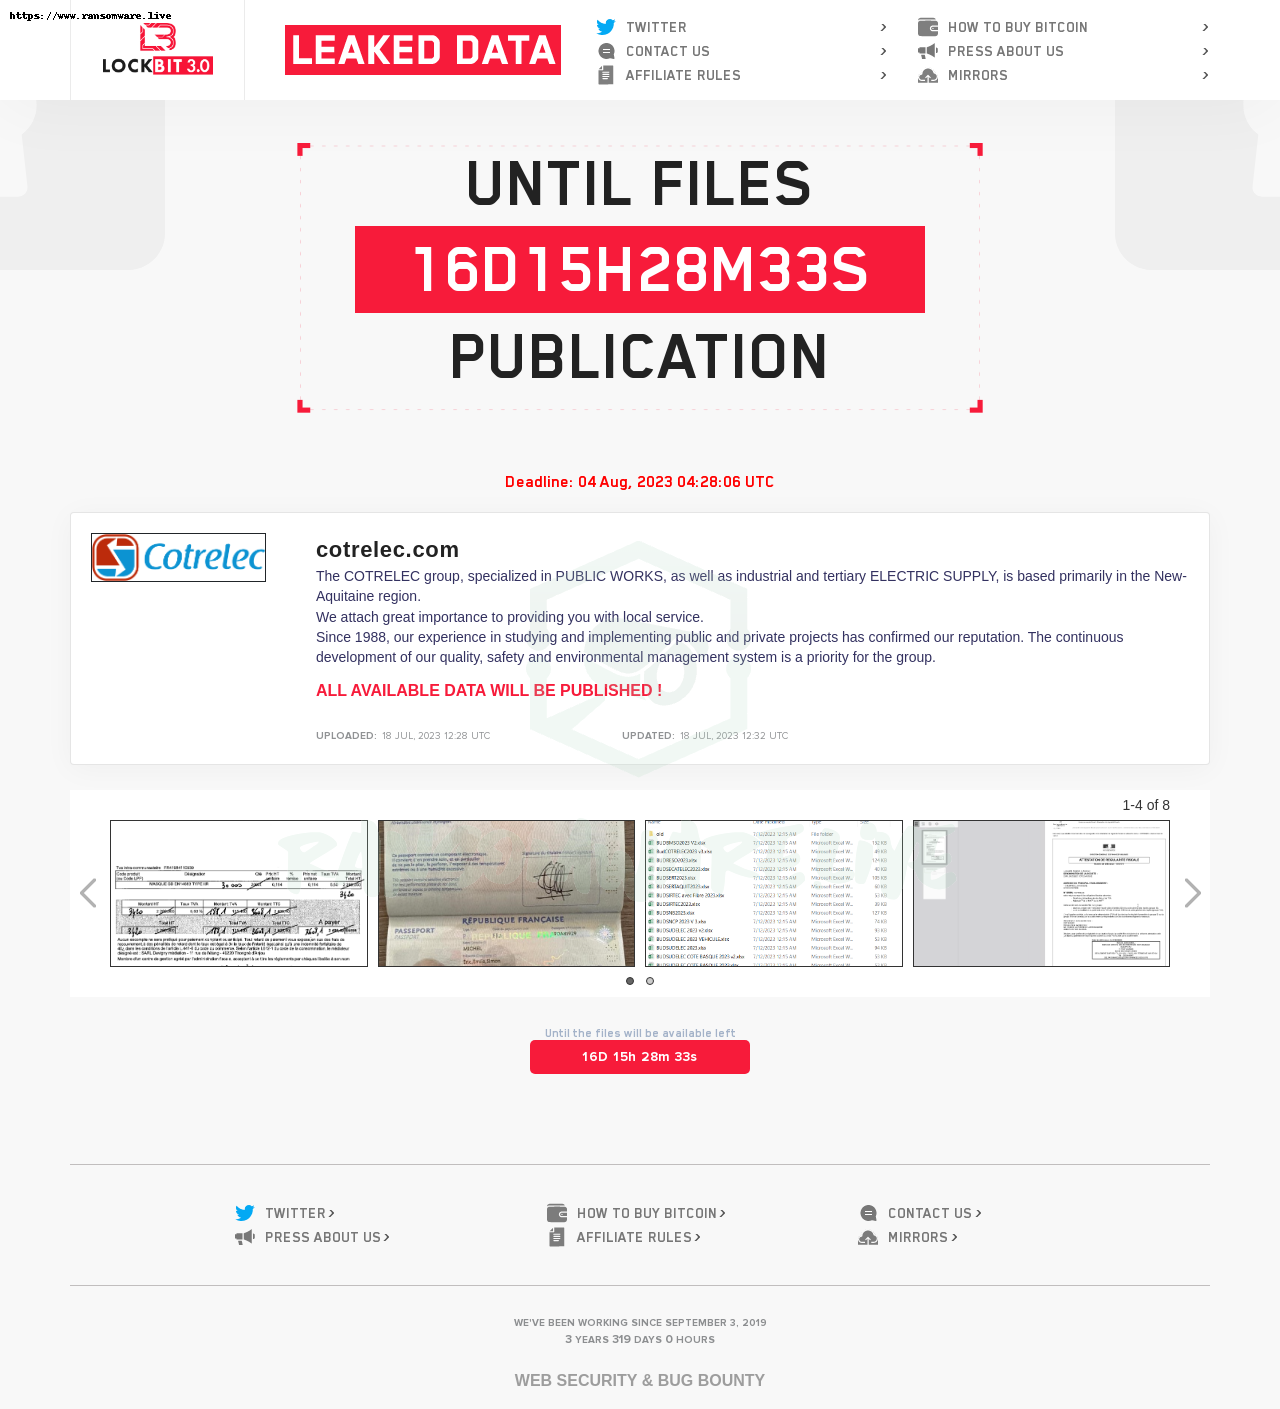 https://www.ransomware.live
LOCKBIT 3.0
LEAKED DATA
TWITTER
CONTACT US
AFFILIATE RULES
HOW TO BUY BITCOIN
PRESS ABOUT US
MIRRORS
UNTIL FILES
16D15H28M33S
PUBLICATION
Deadline: 04 Aug, 2023 04:28:06 UTC
Cotrelec
cotrelec.com
The COTRELEC group, specialized in PUBLIC WORKS, as well as industrial and tertiary ELECTRIC SUPPLY, is based primarily in the New-
Aquitaine region.
We attach great importance to providing you with local service.
Since 1988, our experience in studying and implementing public and private projects has confirmed our reputation. The continuous
development of our quality, safety and environmental management system is a priority for the group.
ALL AVAILABLE DATA WILL BE PUBLISHED !
UPLOADED: 18 JUL, 2023 12:28 UTC
UPDATED: 18 JUL, 2023 12:32 UTC
1-4 of 8
RÉPUBLIQUE FRANÇAISE
PASSEPORT
Until the files will be available left
16D 15h 28m 33s
TWITTER
HOW TO BUY BITCOIN
CONTACT US
PRESS ABOUT US
AFFILIATE RULES
MIRRORS
WE'VE BEEN WORKING SINCE SEPTEMBER 3, 2019
3 YEARS 319 DAYS 0 HOURS
WEB SECURITY & BUG BOUNTY